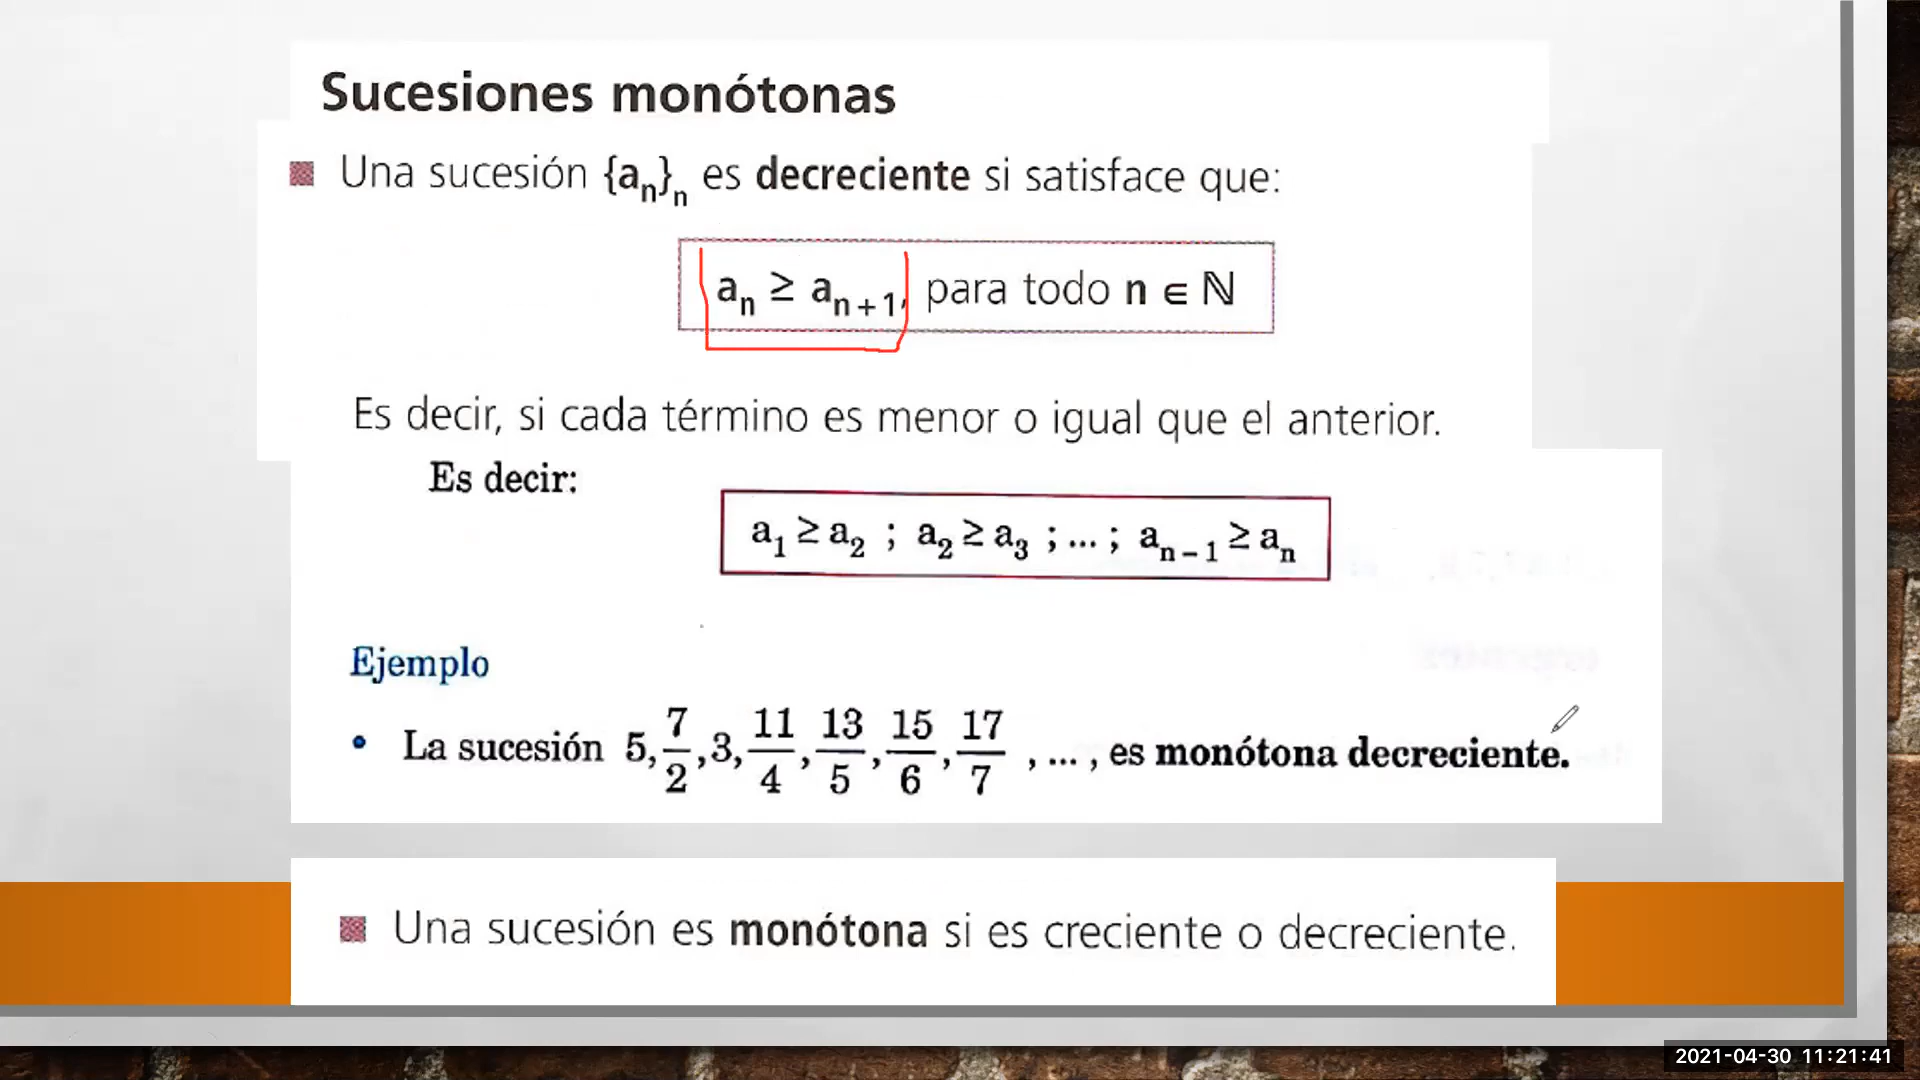 Sucesiones monótonas
Una sucesión {aₙ}ₙ es decreciente si satisface que:
aₙ ≥ aₙ₊₁, para todo n ∈ ℕ
Es decir, si cada término es menor o igual que el anterior.
Es decir:
a₁ ≥ a₂ ; a₂ ≥ a₃ ; ... ; aₙ₋₁ ≥ aₙ
Ejemplo
• La sucesión 5, 7/2, 3, 11/4, 13/5, 15/6, 17/7, ... , es monótona decreciente.
Una sucesión es monótona si es creciente o decreciente.
2021-04-30 11:21:41